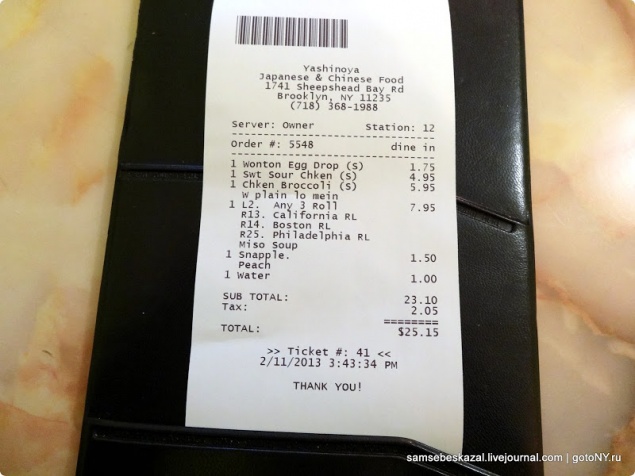 Yashinoya
Japanese & Chinese Food
1741 Sheepshead Bay Rd
Brooklyn, NY 11235
(718) 368-1988
Server: Owner Station: 12
Order #: 5548 dine in
1 Wonton Egg Drop (S) 1.75
1 Swt Sour Chken (S) 4.95
1 Chken Broccoli (S) 5.95
W plain lo mein
1 L2. Any 3 Roll 7.95
R13. California RL
R14. Boston RL
R25. Philadelphia RL
Miso Soup
1 Snapple. 1.50
Peach
1 Water 1.00
SUB TOTAL: 23.10
Tax: 2.05
========
TOTAL: $25.15
>> Ticket #: 41 <<
2/11/2013 3:43:34 PM
THANK YOU!
samsebeskazal.livejournal.com | gotoNY.ru